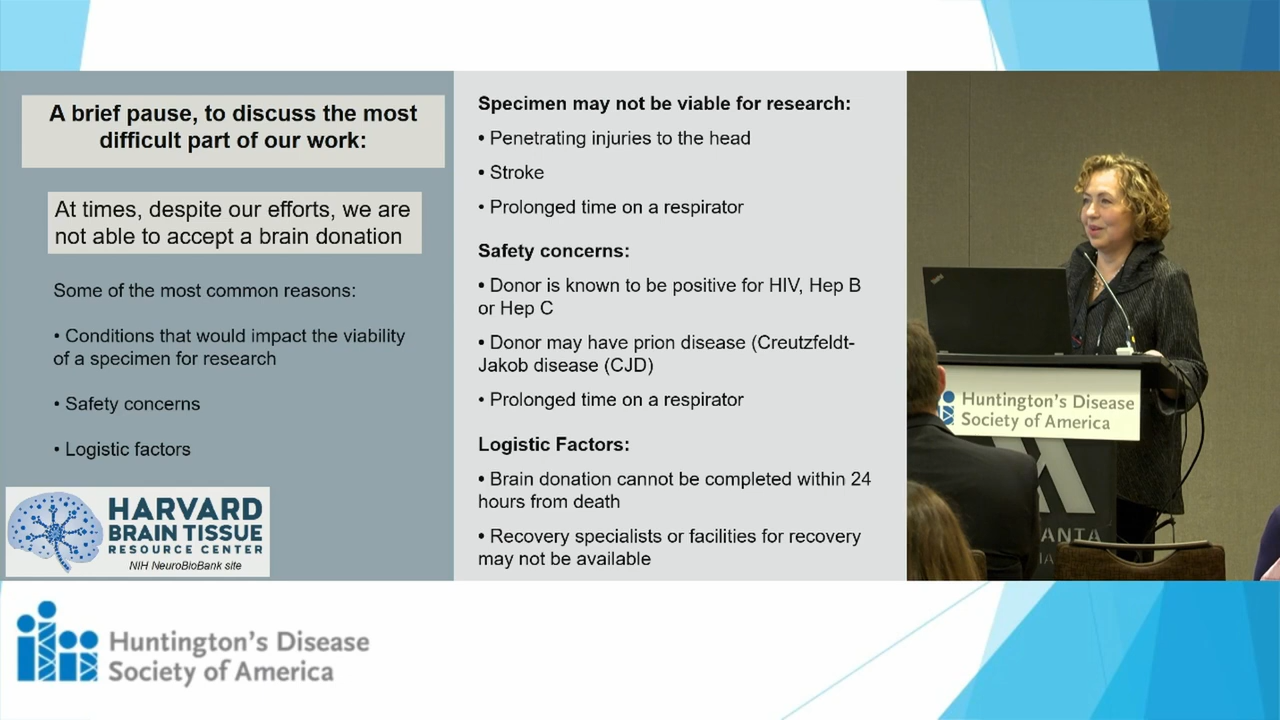 A brief pause, to discuss the most
difficult part of our work:
At times, despite our efforts, we are
not able to accept a brain donation
Some of the most common reasons:
• Conditions that would impact the viability
of a specimen for research
• Safety concerns
• Logistic factors
HARVARD
BRAIN TISSUE
RESOURCE CENTER
NIH NeuroBioBank site
Specimen may not be viable for research:
• Penetrating injuries to the head
• Stroke
• Prolonged time on a respirator
Safety concerns:
• Donor is known to be positive for HIV, Hep B
or Hep C
• Donor may have prion disease (Creutzfeldt-
Jakob disease (CJD)
• Prolonged time on a respirator
Logistic Factors:
• Brain donation cannot be completed within 24
hours from death
• Recovery specialists or facilities for recovery
may not be available
Huntington's Disease
Society of America
Huntington's Disease
Society of America